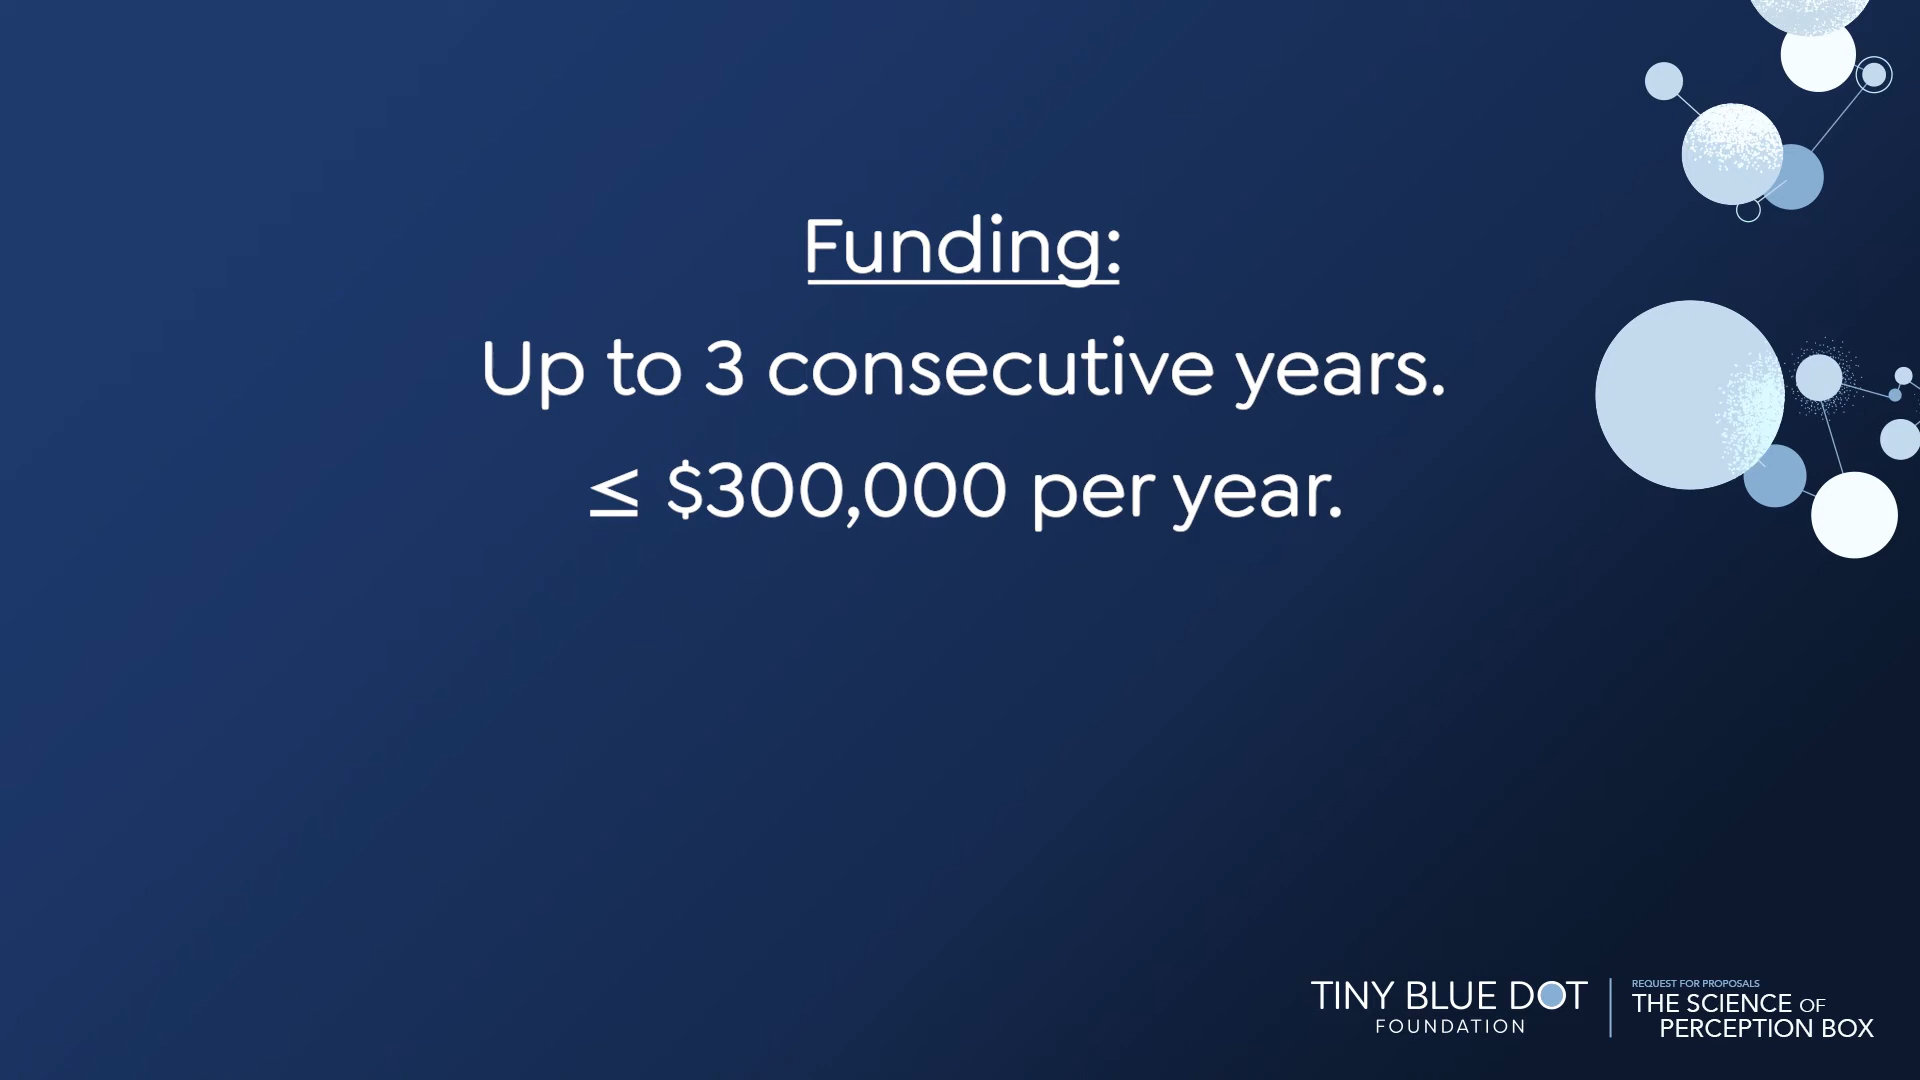 Funding:
Up to 3 consecutive years.
≤ $300,000 per year.
TINY BLUE DOT
FOUNDATION
REQUEST FOR PROPOSALS
THE SCIENCE OF
PERCEPTION BOX